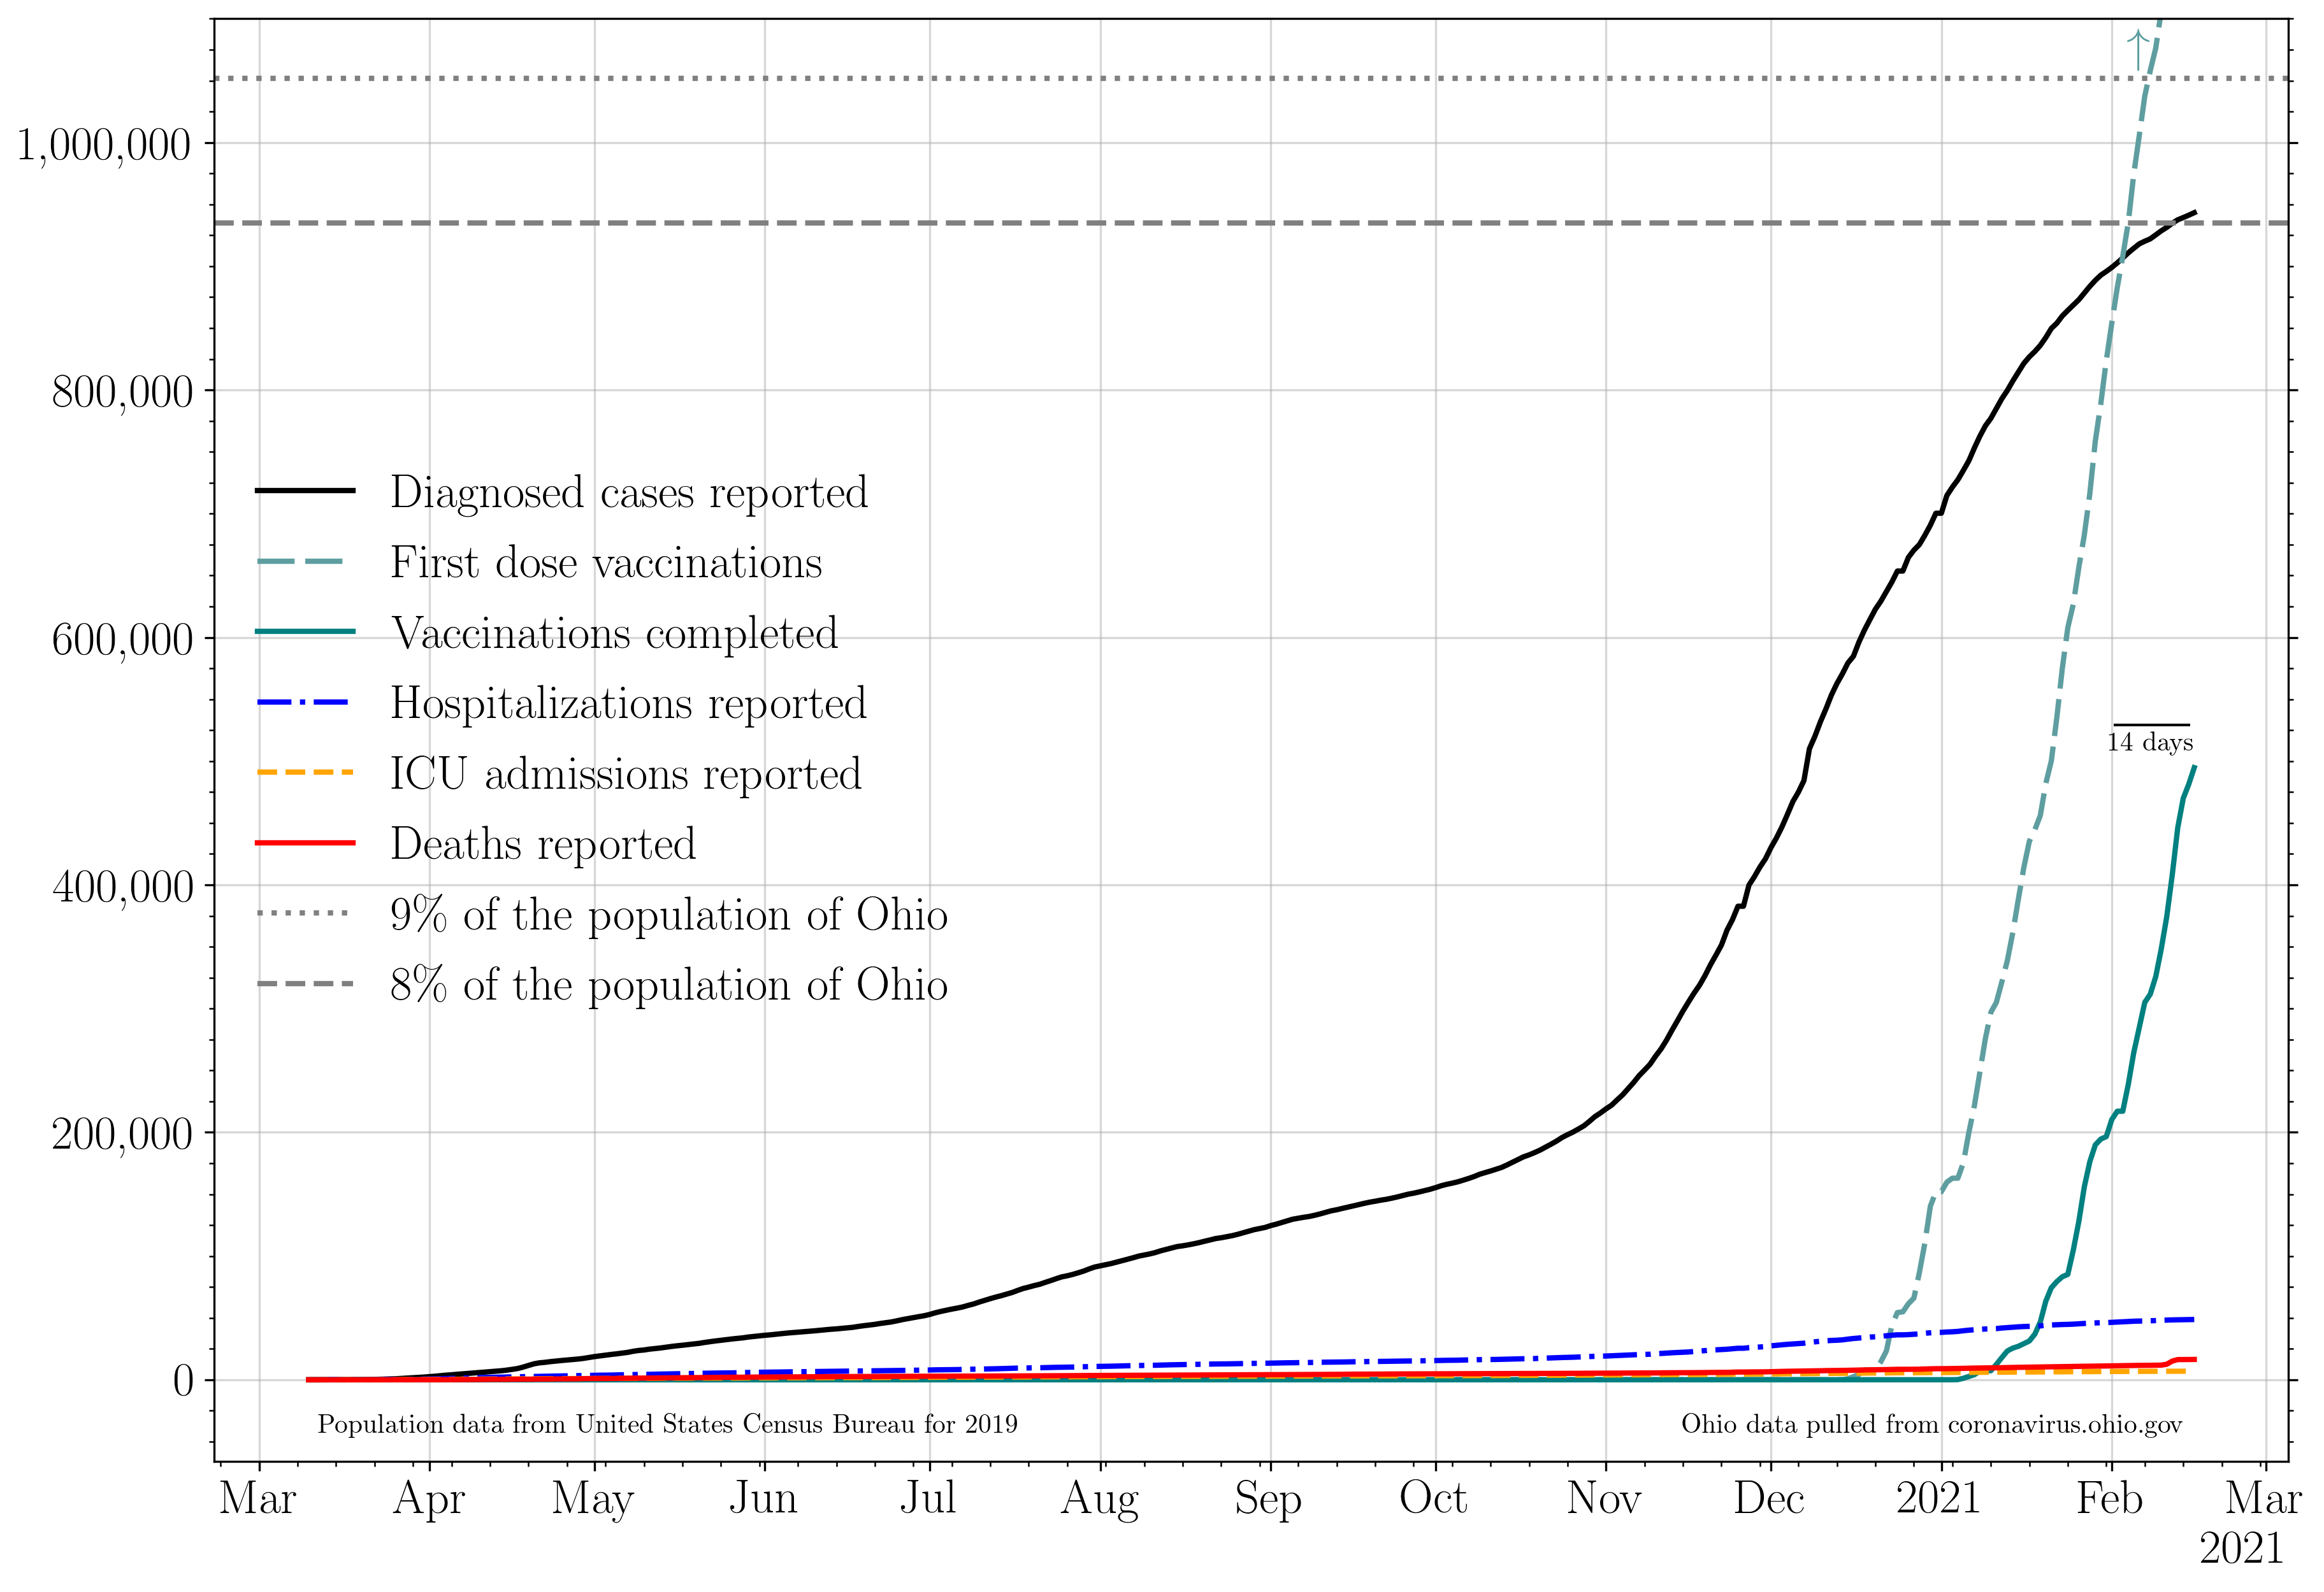 ↑
1,000,000
800,000
600,000
400,000
200,000
0
Diagnosed cases reported
First dose vaccinations
Vaccinations completed
Hospitalizations reported
ICU admissions reported
Deaths reported
9% of the population of Ohio
8% of the population of Ohio
14 days
Population data from United States Census Bureau for 2019
Ohio data pulled from coronavirus.ohio.gov
Mar Apr May Jun Jul Aug Sep Oct Nov Dec 2021 Feb Mar
2021